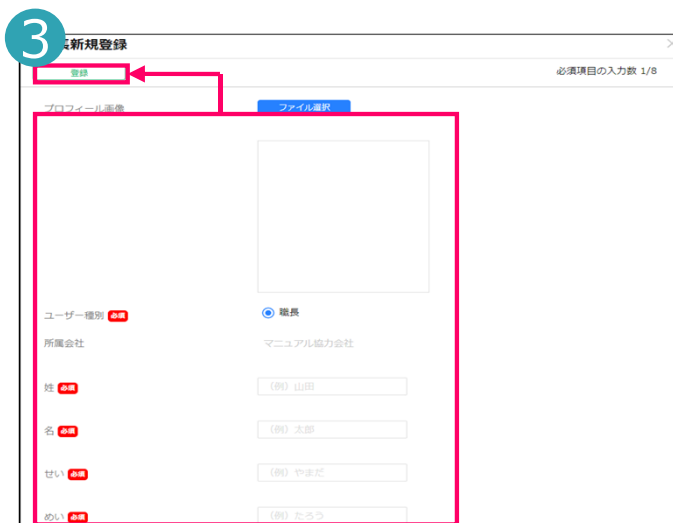 3
長新規登録
登録
必須項目の入力数 1/8
プロフィール画像
ファイル選択
ユーザー種別 必須
職長
所属会社
マニュアル協力会社
姓 必須
（例）山田
名 必須
（例）太郎
せい 必須
（例）やまだ
めい 必須
（例）たろう